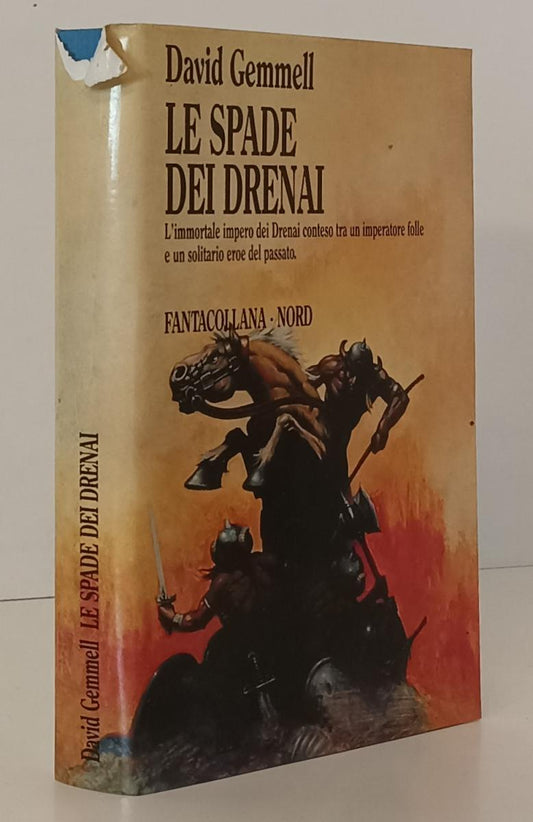 David Gemmell
LE SPADE
DEI DRENAI
L'immortale impero dei Drenai conteso tra un imperatore folle
e un solitario eroe del passato.
FANTACOLLANA · NORD
David Gemmell LE SPADE DEI DRENAI